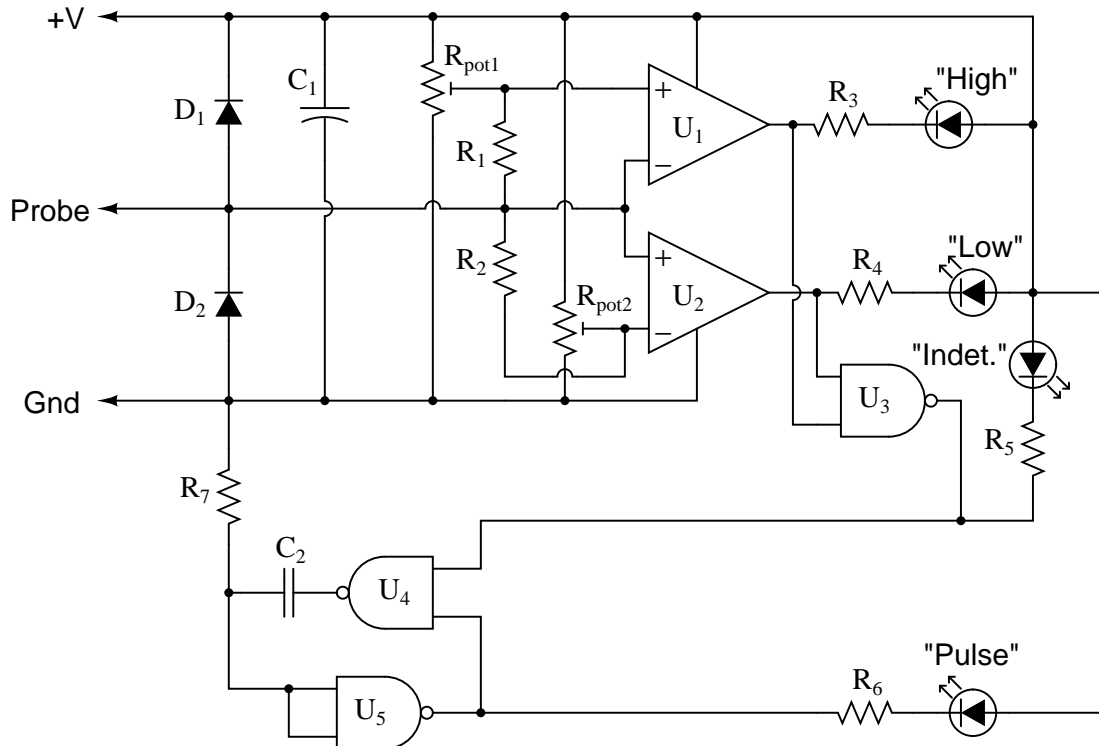 +V
C1
Rpot1
"High"
R3
D1
+
U1
R1
−
Probe
"Low"
R2
+
R4
D2
Rpot2
U2
−
"Indet."
Gnd
U3
R5
R7
C2
U4
"Pulse"
R6
U5